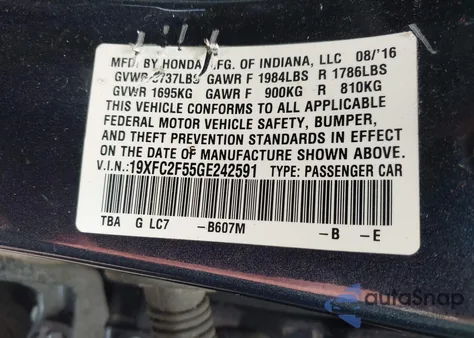 MFD. BY HONDA MFG. OF INDIANA, LLC 08/'16
GVWR 3737LBS GAWR F 1984LBS R 1786LBS
GVWR 1695KG GAWR F 900KG R 810KG
THIS VEHICLE CONFORMS TO ALL APPLICABLE
FEDERAL MOTOR VEHICLE SAFETY, BUMPER,
AND THEFT PREVENTION STANDARDS IN EFFECT
ON THE DATE OF MANUFACTURE SHOWN ABOVE.
V.I.N.:19XFC2F55GE242591 TYPE: PASSENGER CAR
TBA G LC7 -B607M -B -E
autoSnap